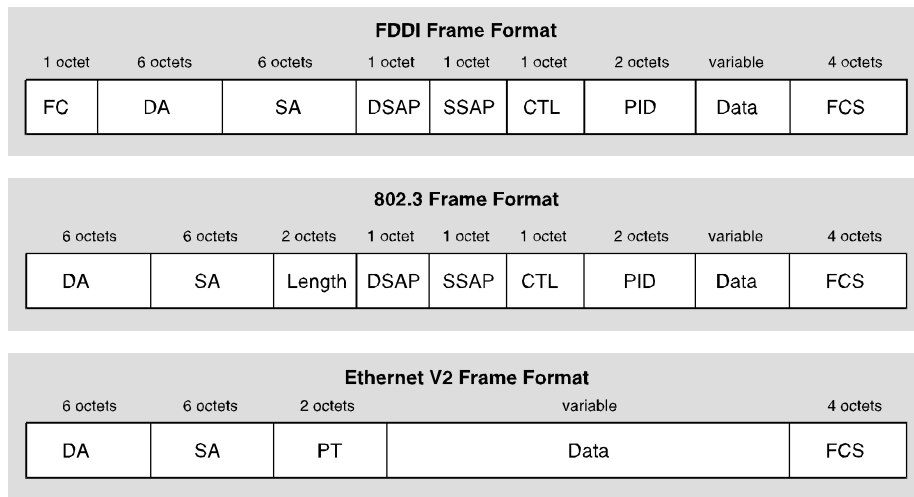 FDDI Frame Format
1 octet 6 octets 6 octets 1 octet 1 octet 1 octet 2 octets variable 4 octets
FC DA SA DSAP SSAP CTL PID Data FCS
802.3 Frame Format
6 octets 6 octets 2 octets 1 octet 1 octet 1 octet 2 octets variable 4 octets
DA SA Length DSAP SSAP CTL PID Data FCS
Ethernet V2 Frame Format
6 octets 6 octets 2 octets variable 4 octets
DA SA PT Data FCS